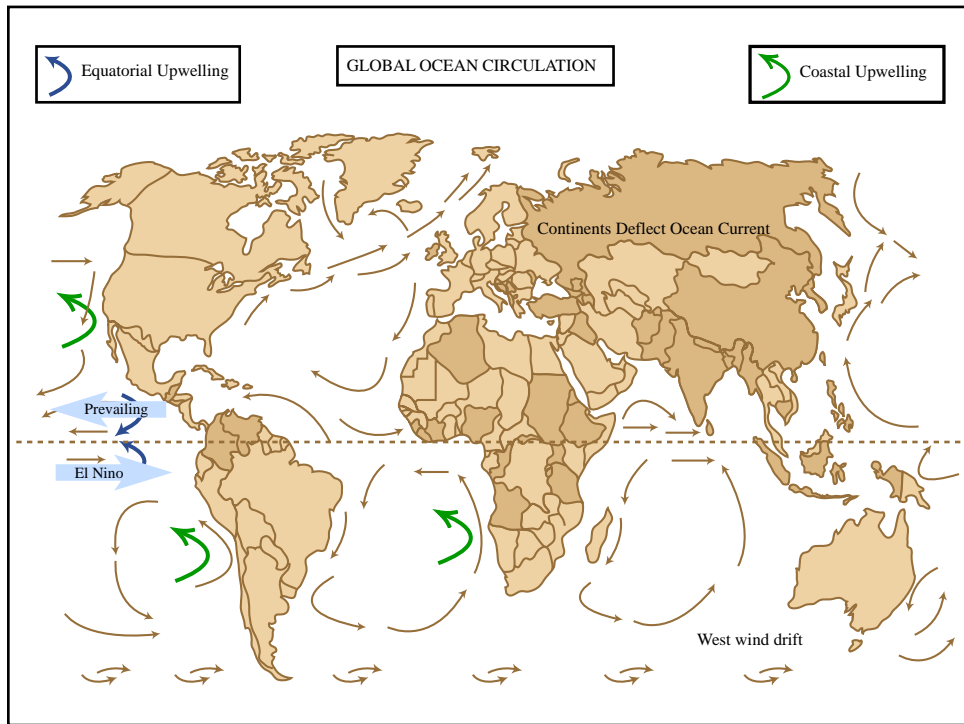 Equatorial Upwelling
GLOBAL OCEAN CIRCULATION
Coastal Upwelling
Continents Deflect Ocean Current
Prevailing
El Nino
West wind drift